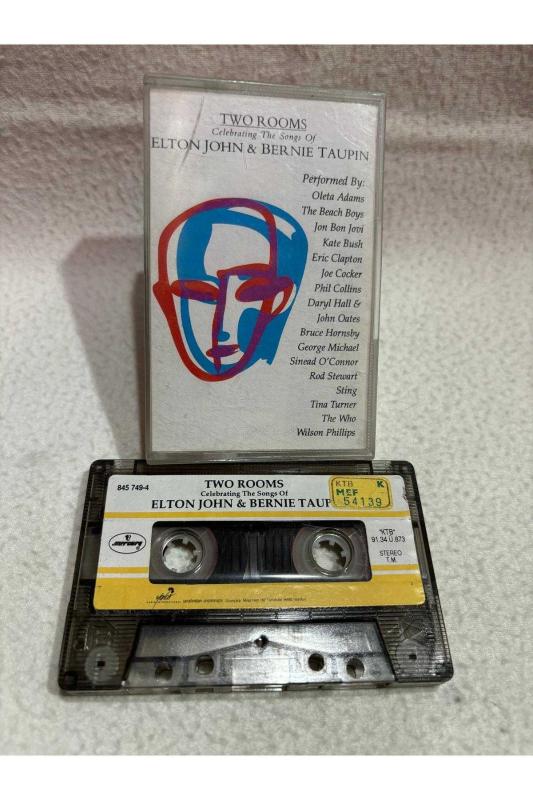 TWO ROOMS
Celebrating The Songs Of
ELTON JOHN & BERNIE TAUPIN
Performed By:
Oleta Adams
The Beach Boys
Jon Bon Jovi
Kate Bush
Eric Clapton
Joe Cocker
Phil Collins
Daryl Hall &
John Oates
Bruce Hornsby
George Michael
Sinead O'Connor
Rod Stewart
Sting
Tina Turner
The Who
Wilson Phillips
845 749-4
TWO ROOMS
Celebrating The Songs Of
ELTON JOHN & BERNIE TAUP
KTB K
MEF
54139
mercury
"KTB"
91.34.Ü.873
STEREO
T.M.